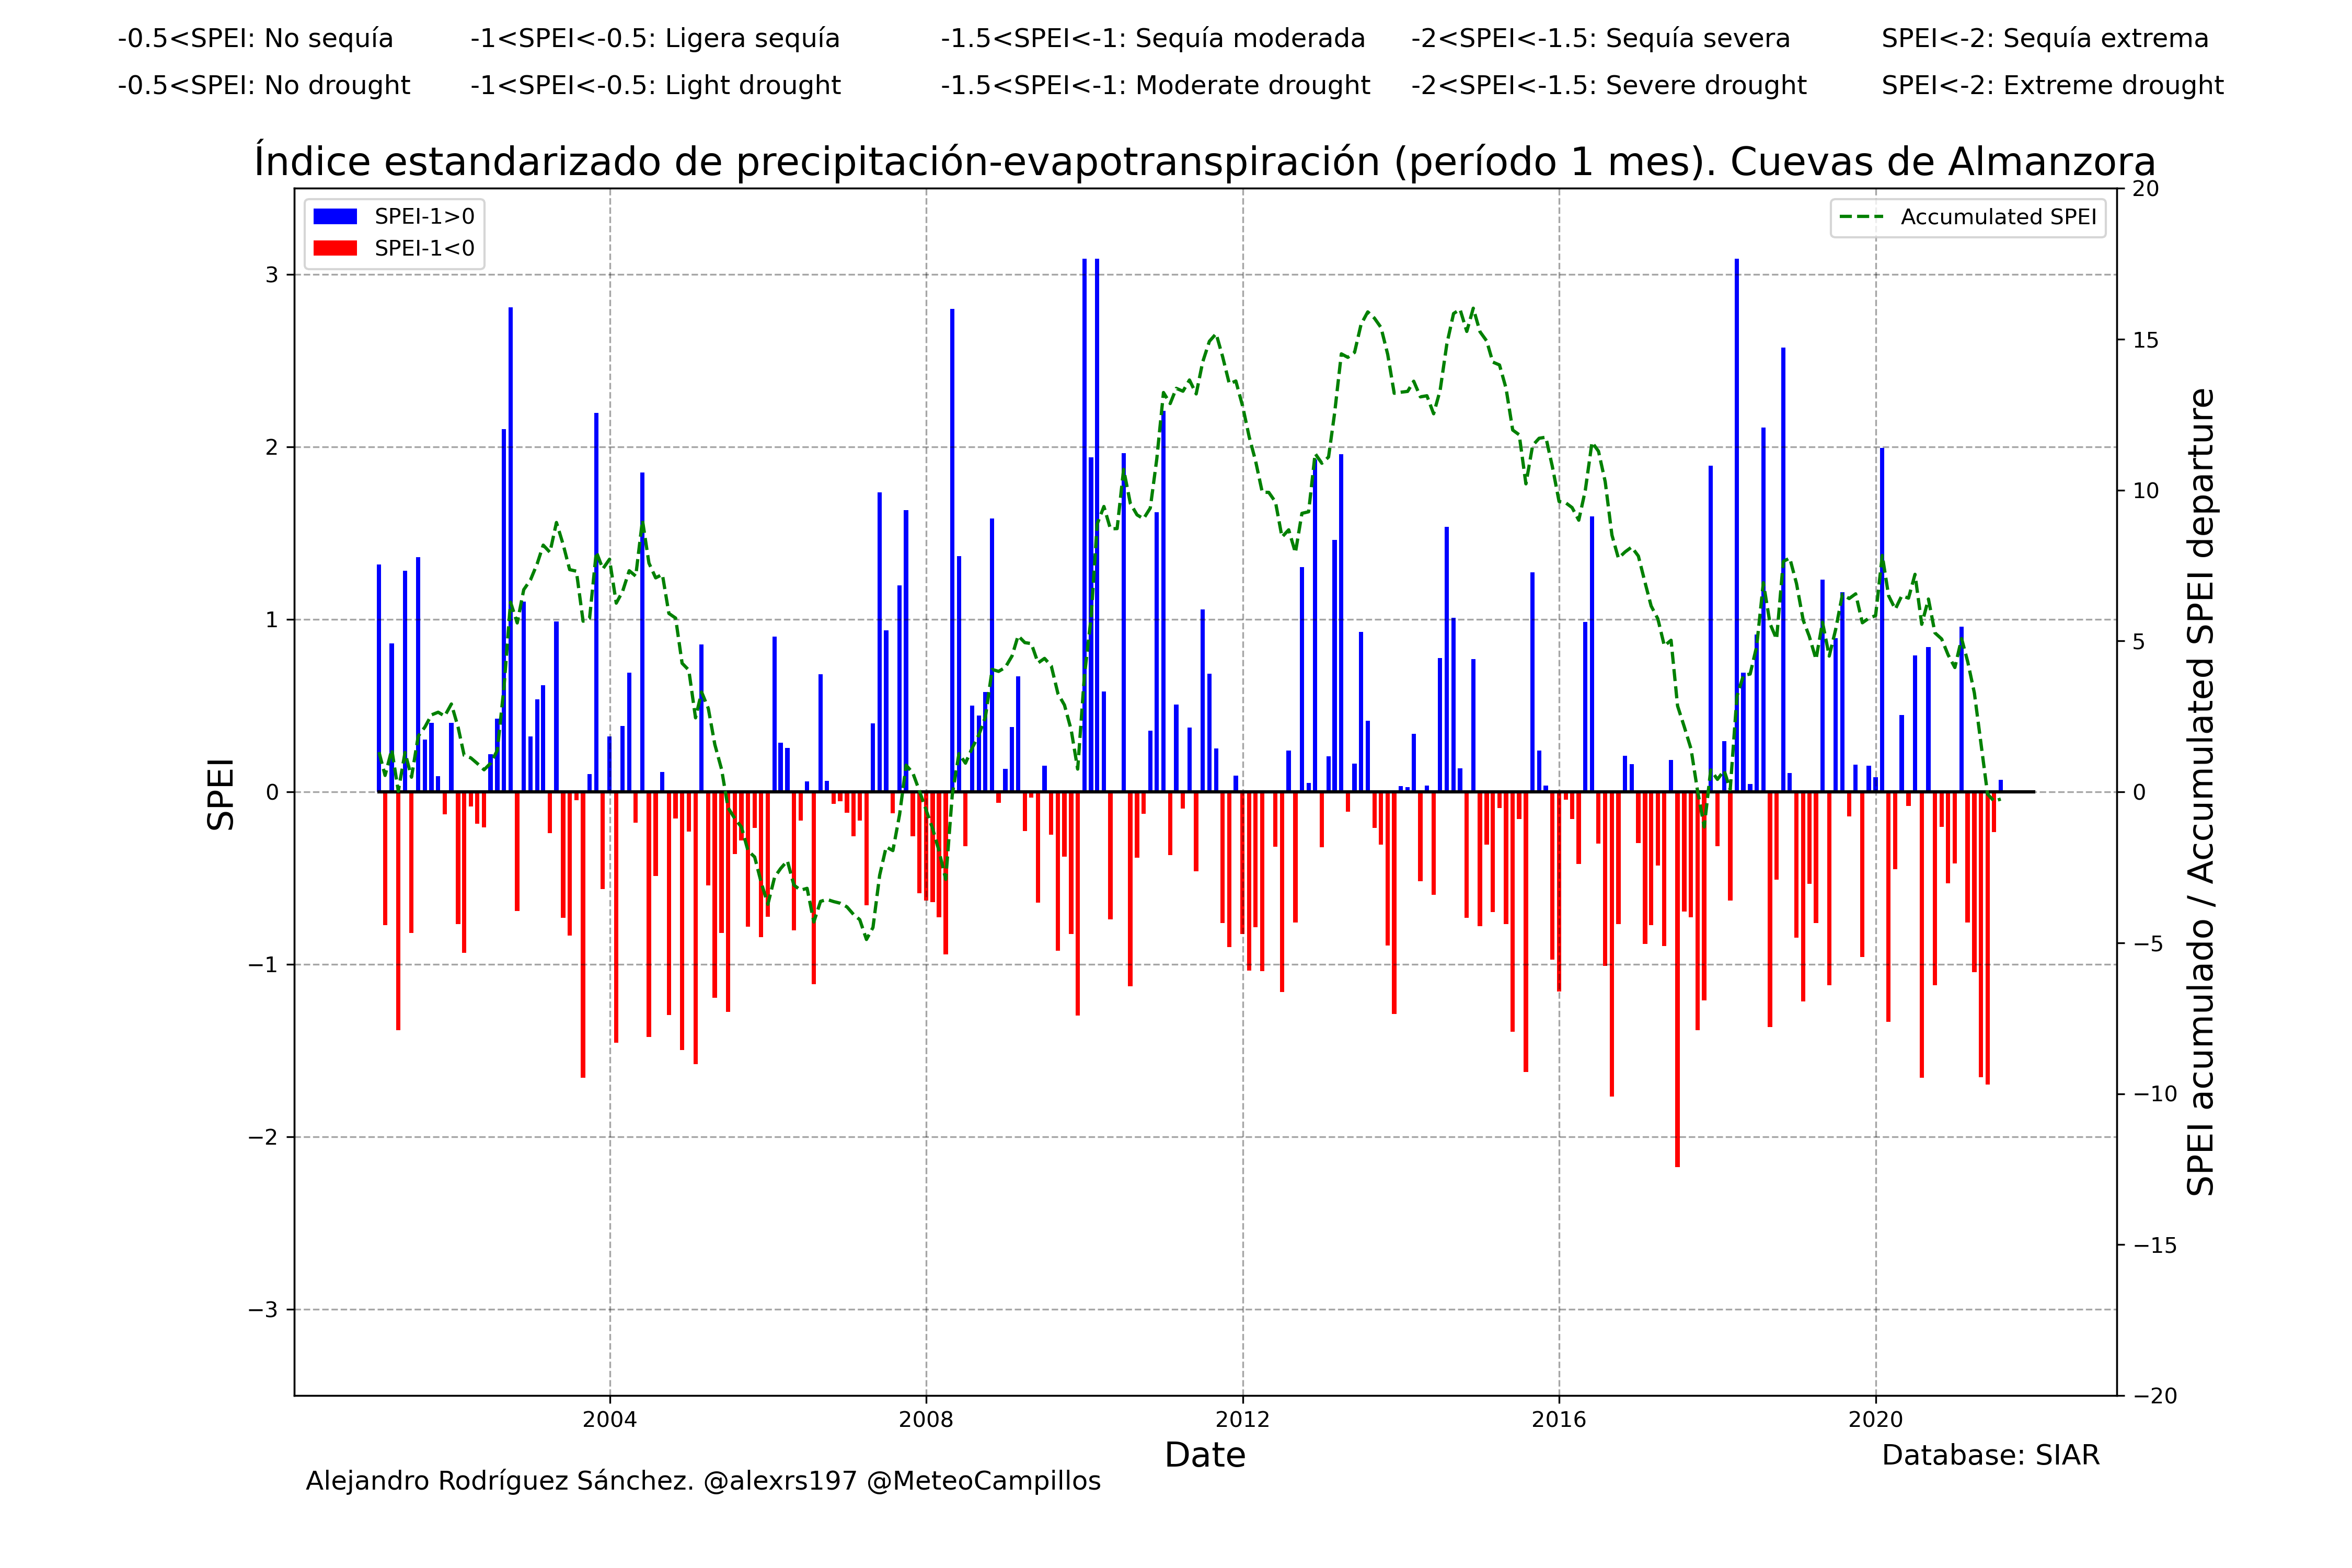 -0.5<SPEI: No sequía -1<SPEI<-0.5: Ligera sequía -1.5<SPEI<-1: Sequía moderada -2<SPEI<-1.5: Sequía severa SPEI<-2: Sequía extrema
-0.5<SPEI: No drought -1<SPEI<-0.5: Light drought -1.5<SPEI<-1: Moderate drought -2<SPEI<-1.5: Severe drought SPEI<-2: Extreme drought
Índice estandarizado de precipitación-evapotranspiración (período 1 mes). Cuevas de Almanzora
SPEI-1>0
SPEI-1<0
Accumulated SPEI
SPEI
3
2
1
0
−1
−2
−3
20
15
10
5
0
−5
−10
−15
−20
SPEI acumulado / Accumulated SPEI departure
2004 2008 2012 2016 2020
Date
Database: SIAR
Alejandro Rodríguez Sánchez. @alexrs197 @MeteoCampillos